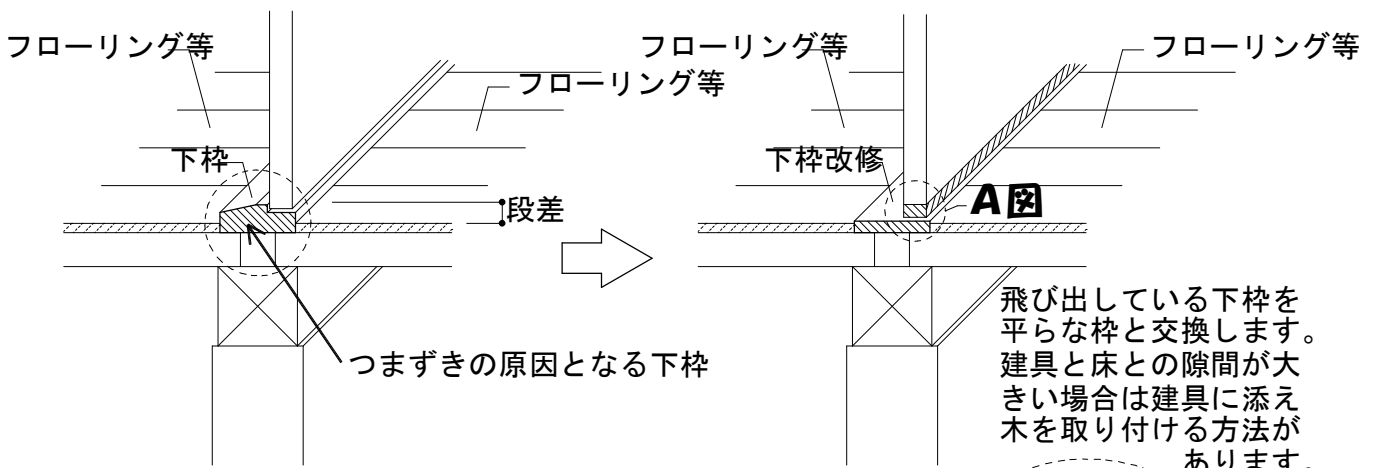 フローリング等
フローリング等
下枠
段差
つまずきの原因となる下枠
フローリング等
フローリング等
下枠改修
A図
飛び出している下枠を
平らな枠と交換します。
建具と床との隙間が大
きい場合は建具に添え
木を取り付ける方法が
あります。